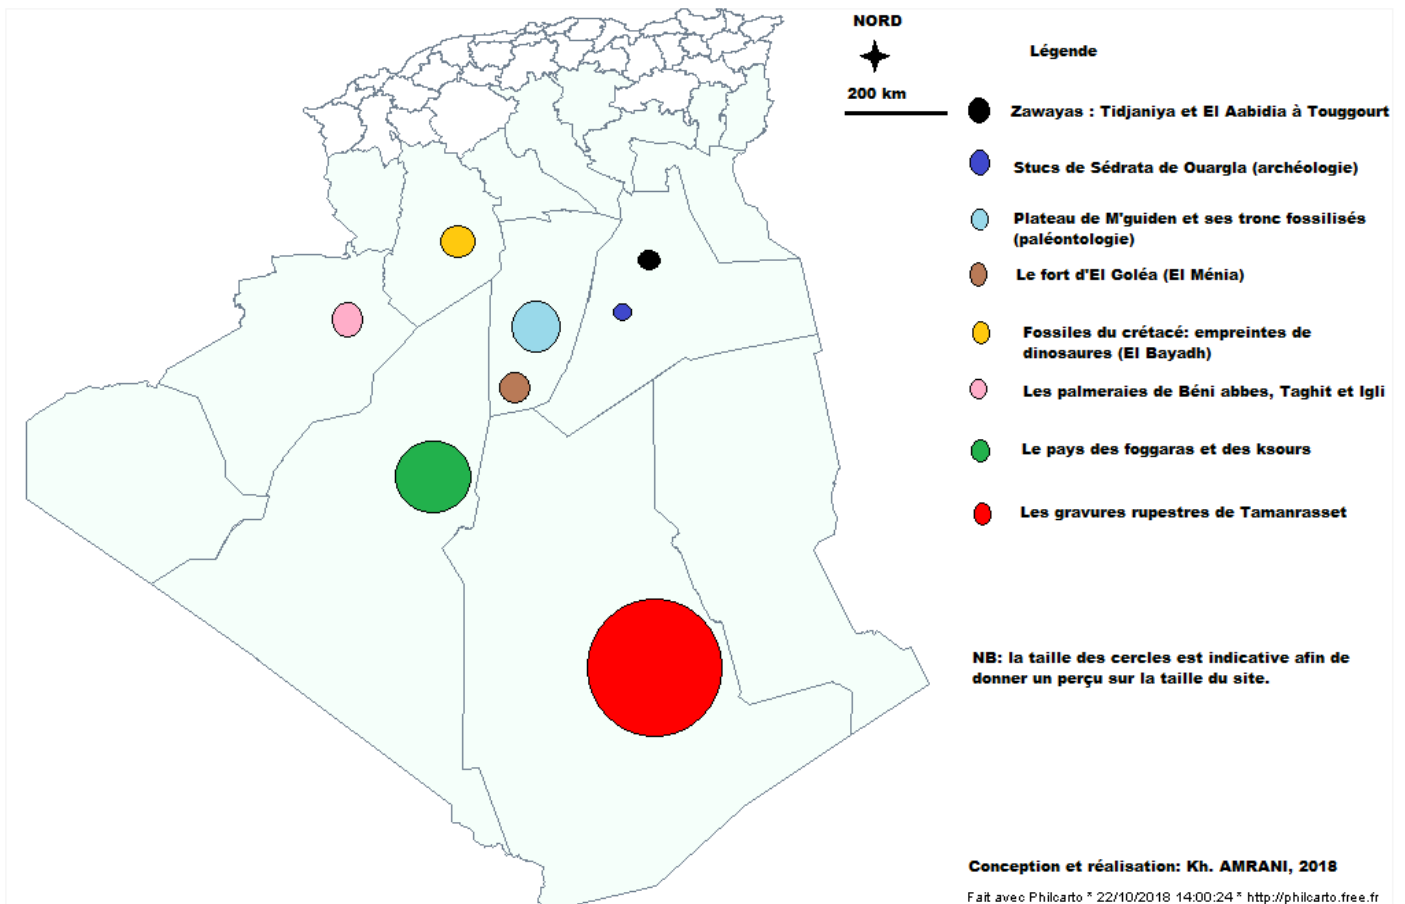 NORD
200 km
Légende
Zawayas : Tidjaniya et El Aabidia à Touggourt
Stucs de Sédrata de Ouargla (archéologie)
Plateau de M'guiden et ses tronc fossilisés
(paléontologie)
Le fort d'El Goléa (El Ménia)
Fossiles du crétacé: empreintes de
dinosaures (El Bayadh)
Les palmeraies de Béni abbes, Taghit et Igli
Le pays des foggaras et des ksours
Les gravures rupestres de Tamanrasset
NB: la taille des cercles est indicative afin de
donner un perçu sur la taille du site.
Conception et réalisation: Kh. AMRANI, 2018
Fait avec Philcarto * 22/10/2018 14:00:24 * http://philcarto.free.fr